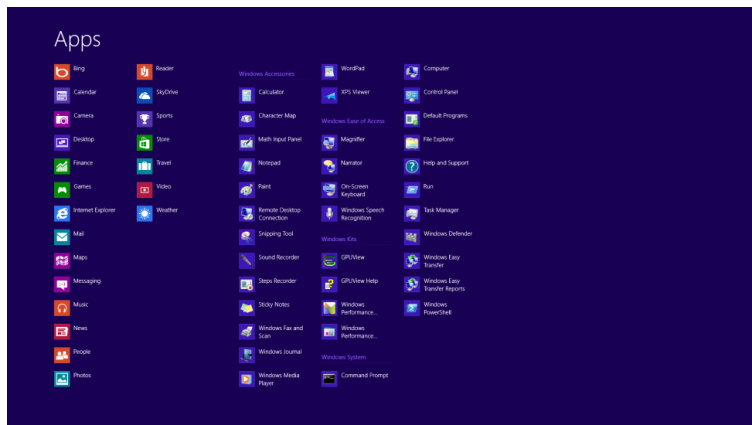 Apps
Bing
Calendar
Camera
Desktop
Finance
Games
Internet Explorer
Mail
Maps
Messaging
Music
News
People
Photos
Reader
SkyDrive
Sports
Store
Travel
Video
Weather
Windows Accessories
Calculator
Character Map
Math Input Panel
Notepad
Paint
Remote Desktop
Connection
Snipping Tool
Sound Recorder
Steps Recorder
Sticky Notes
Windows Fax and
Scan
Windows Journal
Windows Media
Player
WordPad
XPS Viewer
Windows Ease of Access
Magnifier
Narrator
On-Screen
Keyboard
Windows Speech
Recognition
Windows Kits
GPUView
GPUView Help
Windows
Performance...
Windows
Performance...
Windows System
Command Prompt
Computer
Control Panel
Default Programs
File Explorer
Help and Support
Run
Task Manager
Windows Defender
Windows Easy
Transfer
Windows Easy
Transfer Reports
Windows
PowerShell